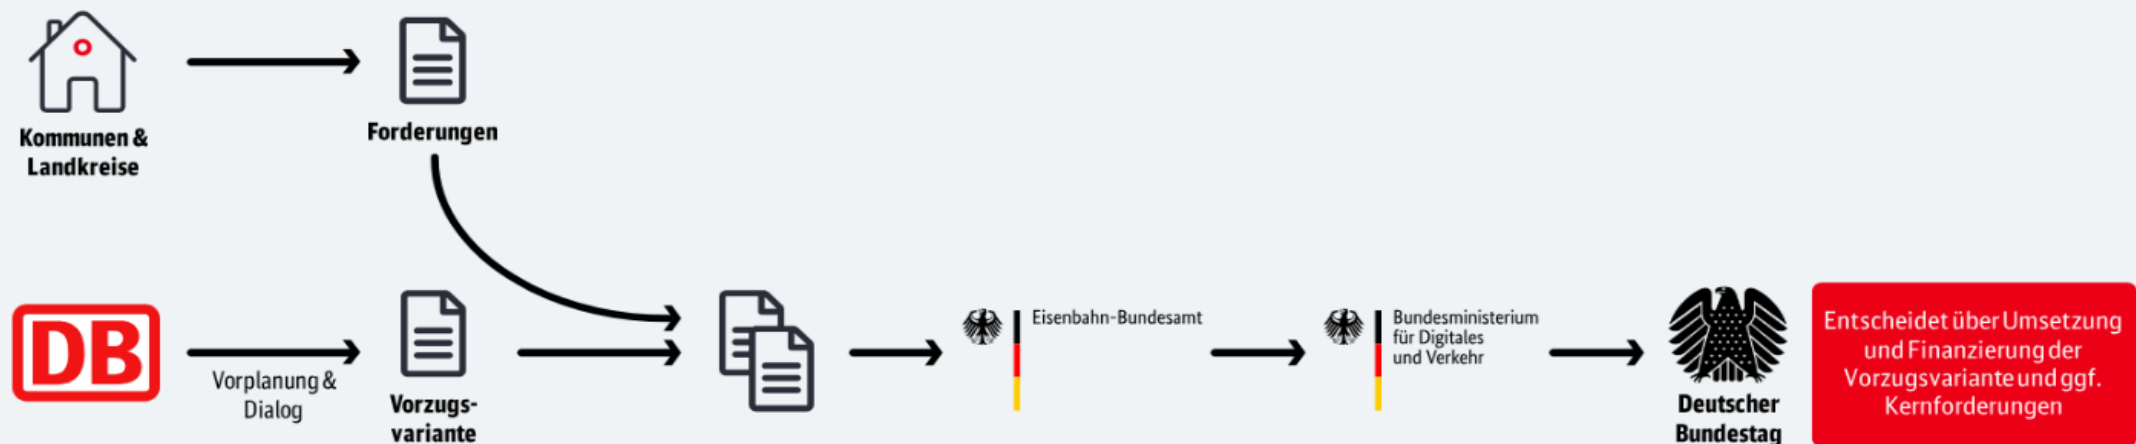 Kommunen &
Landkreise
Forderungen
DB
Vorplanung &
Dialog
Vorzugs-
variante
Eisenbahn-Bundesamt
Bundesministerium
für Digitales
und Verkehr
Deutscher
Bundestag
Entscheidet über Umsetzung
und Finanzierung der
Vorzugsvariante und ggf.
Kernforderungen